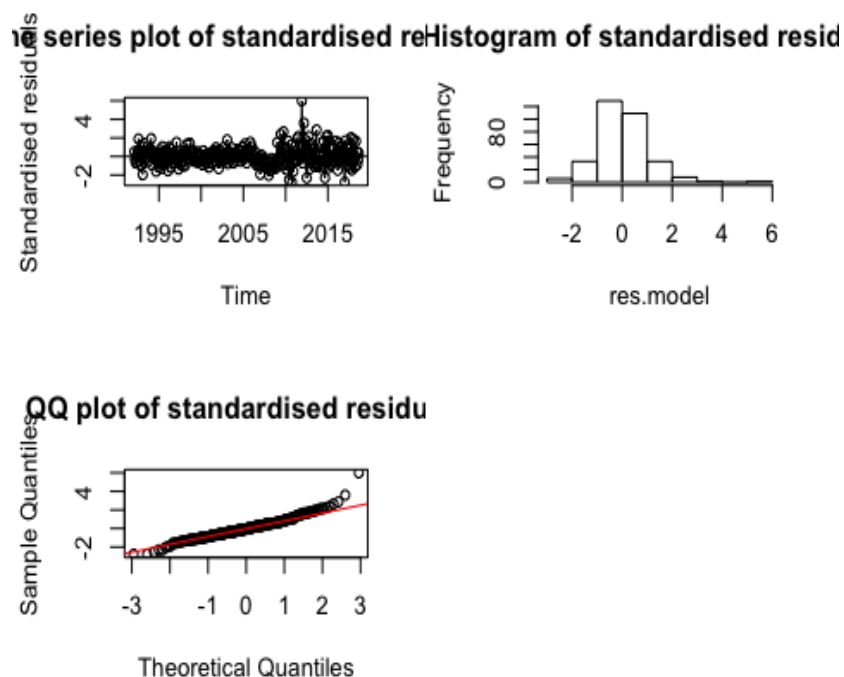 ne series plot of standardised re
Standardised residuals
4
-2
1995 2005 2015
Time
Histogram of standardised resid
Frequency
80
0
-2 0 2 4 6
res.model
QQ plot of standardised residu
Sample Quantiles
4
-2
-3 -1 0 1 2 3
Theoretical Quantiles